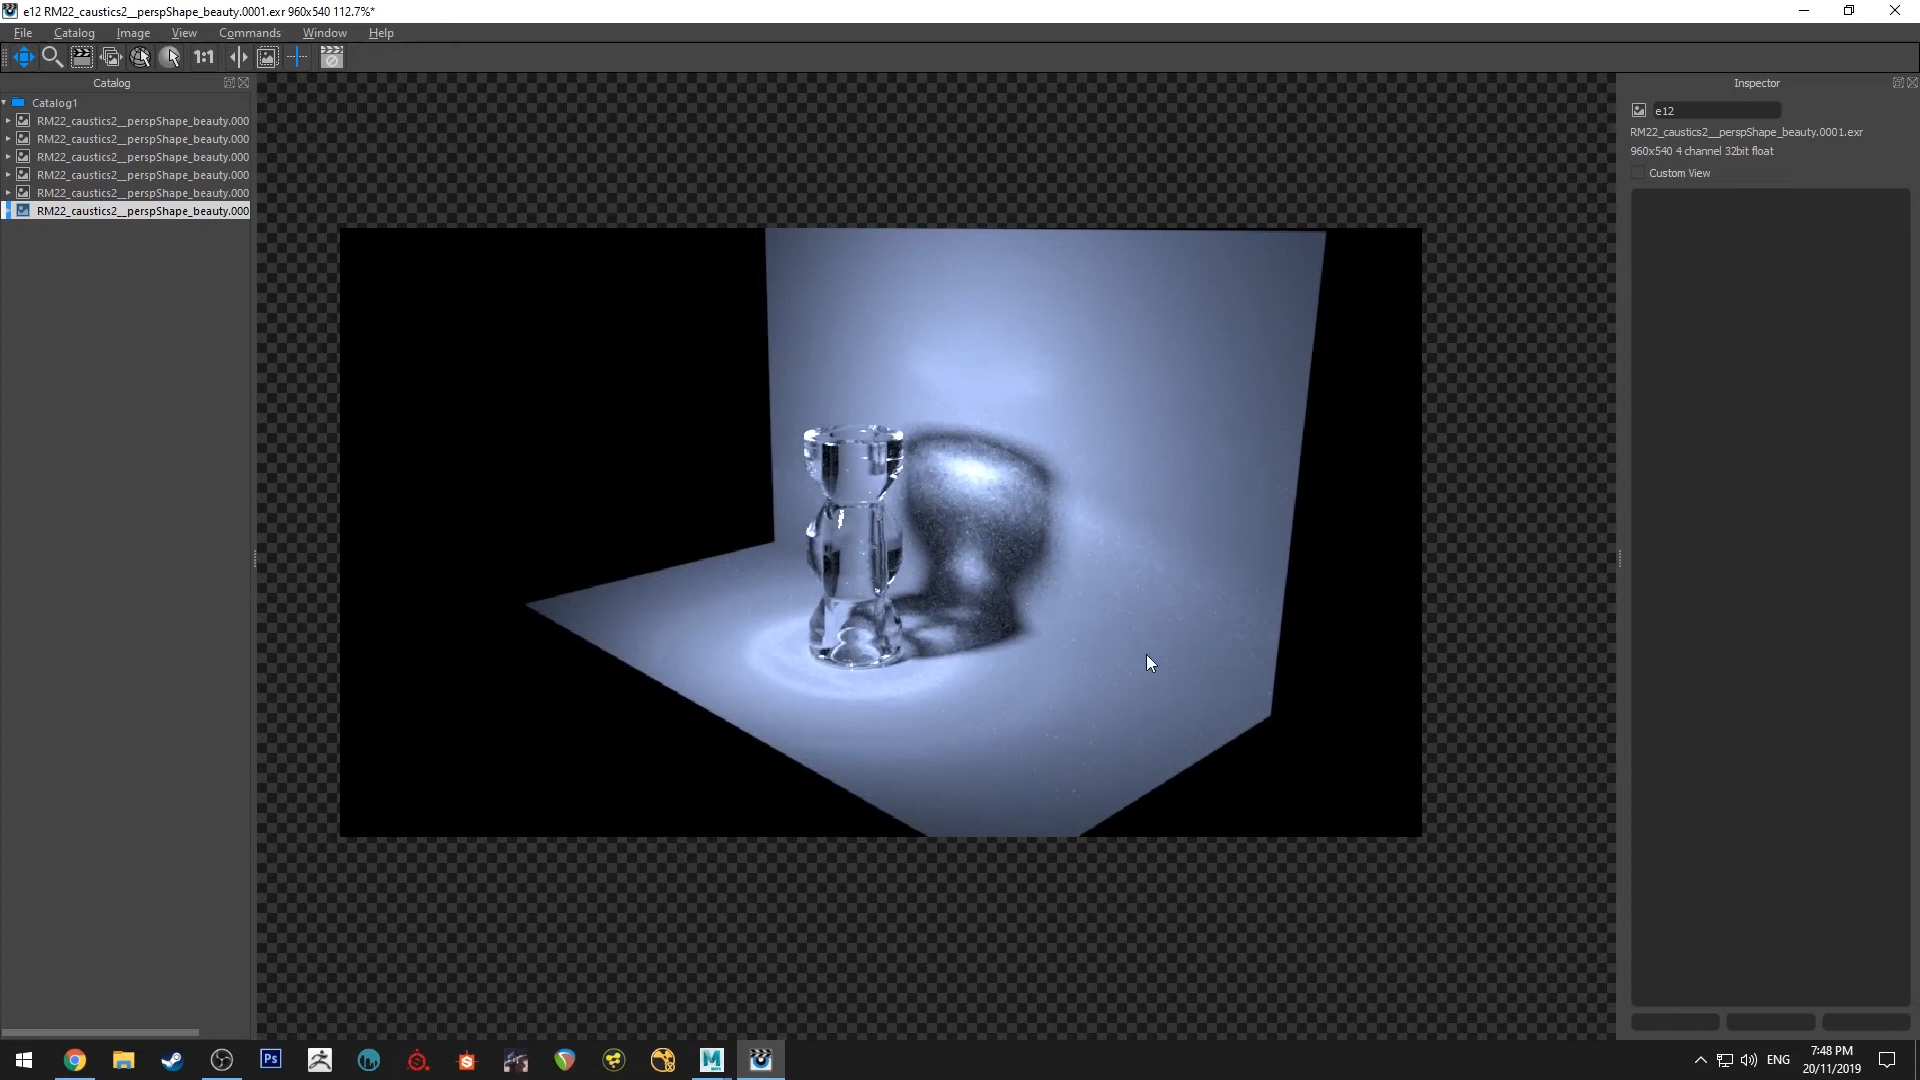 e12 RM22_caustics2__perspShape_beauty.0001.exr 960x540 112.7%*
File Catalog Image View Commands Window Help
1:1
Catalog
Catalog1
RM22_caustics2__perspShape_beauty.000
RM22_caustics2__perspShape_beauty.000
RM22_caustics2__perspShape_beauty.000
RM22_caustics2__perspShape_beauty.000
RM22_caustics2__perspShape_beauty.000
RM22_caustics2__perspShape_beauty.000
Inspector
e12
RM22_caustics2__perspShape_beauty.0001.exr
960x540 4 channel 32bit float
Custom View
Ps
M
ENG
7:48 PM
20/11/2019